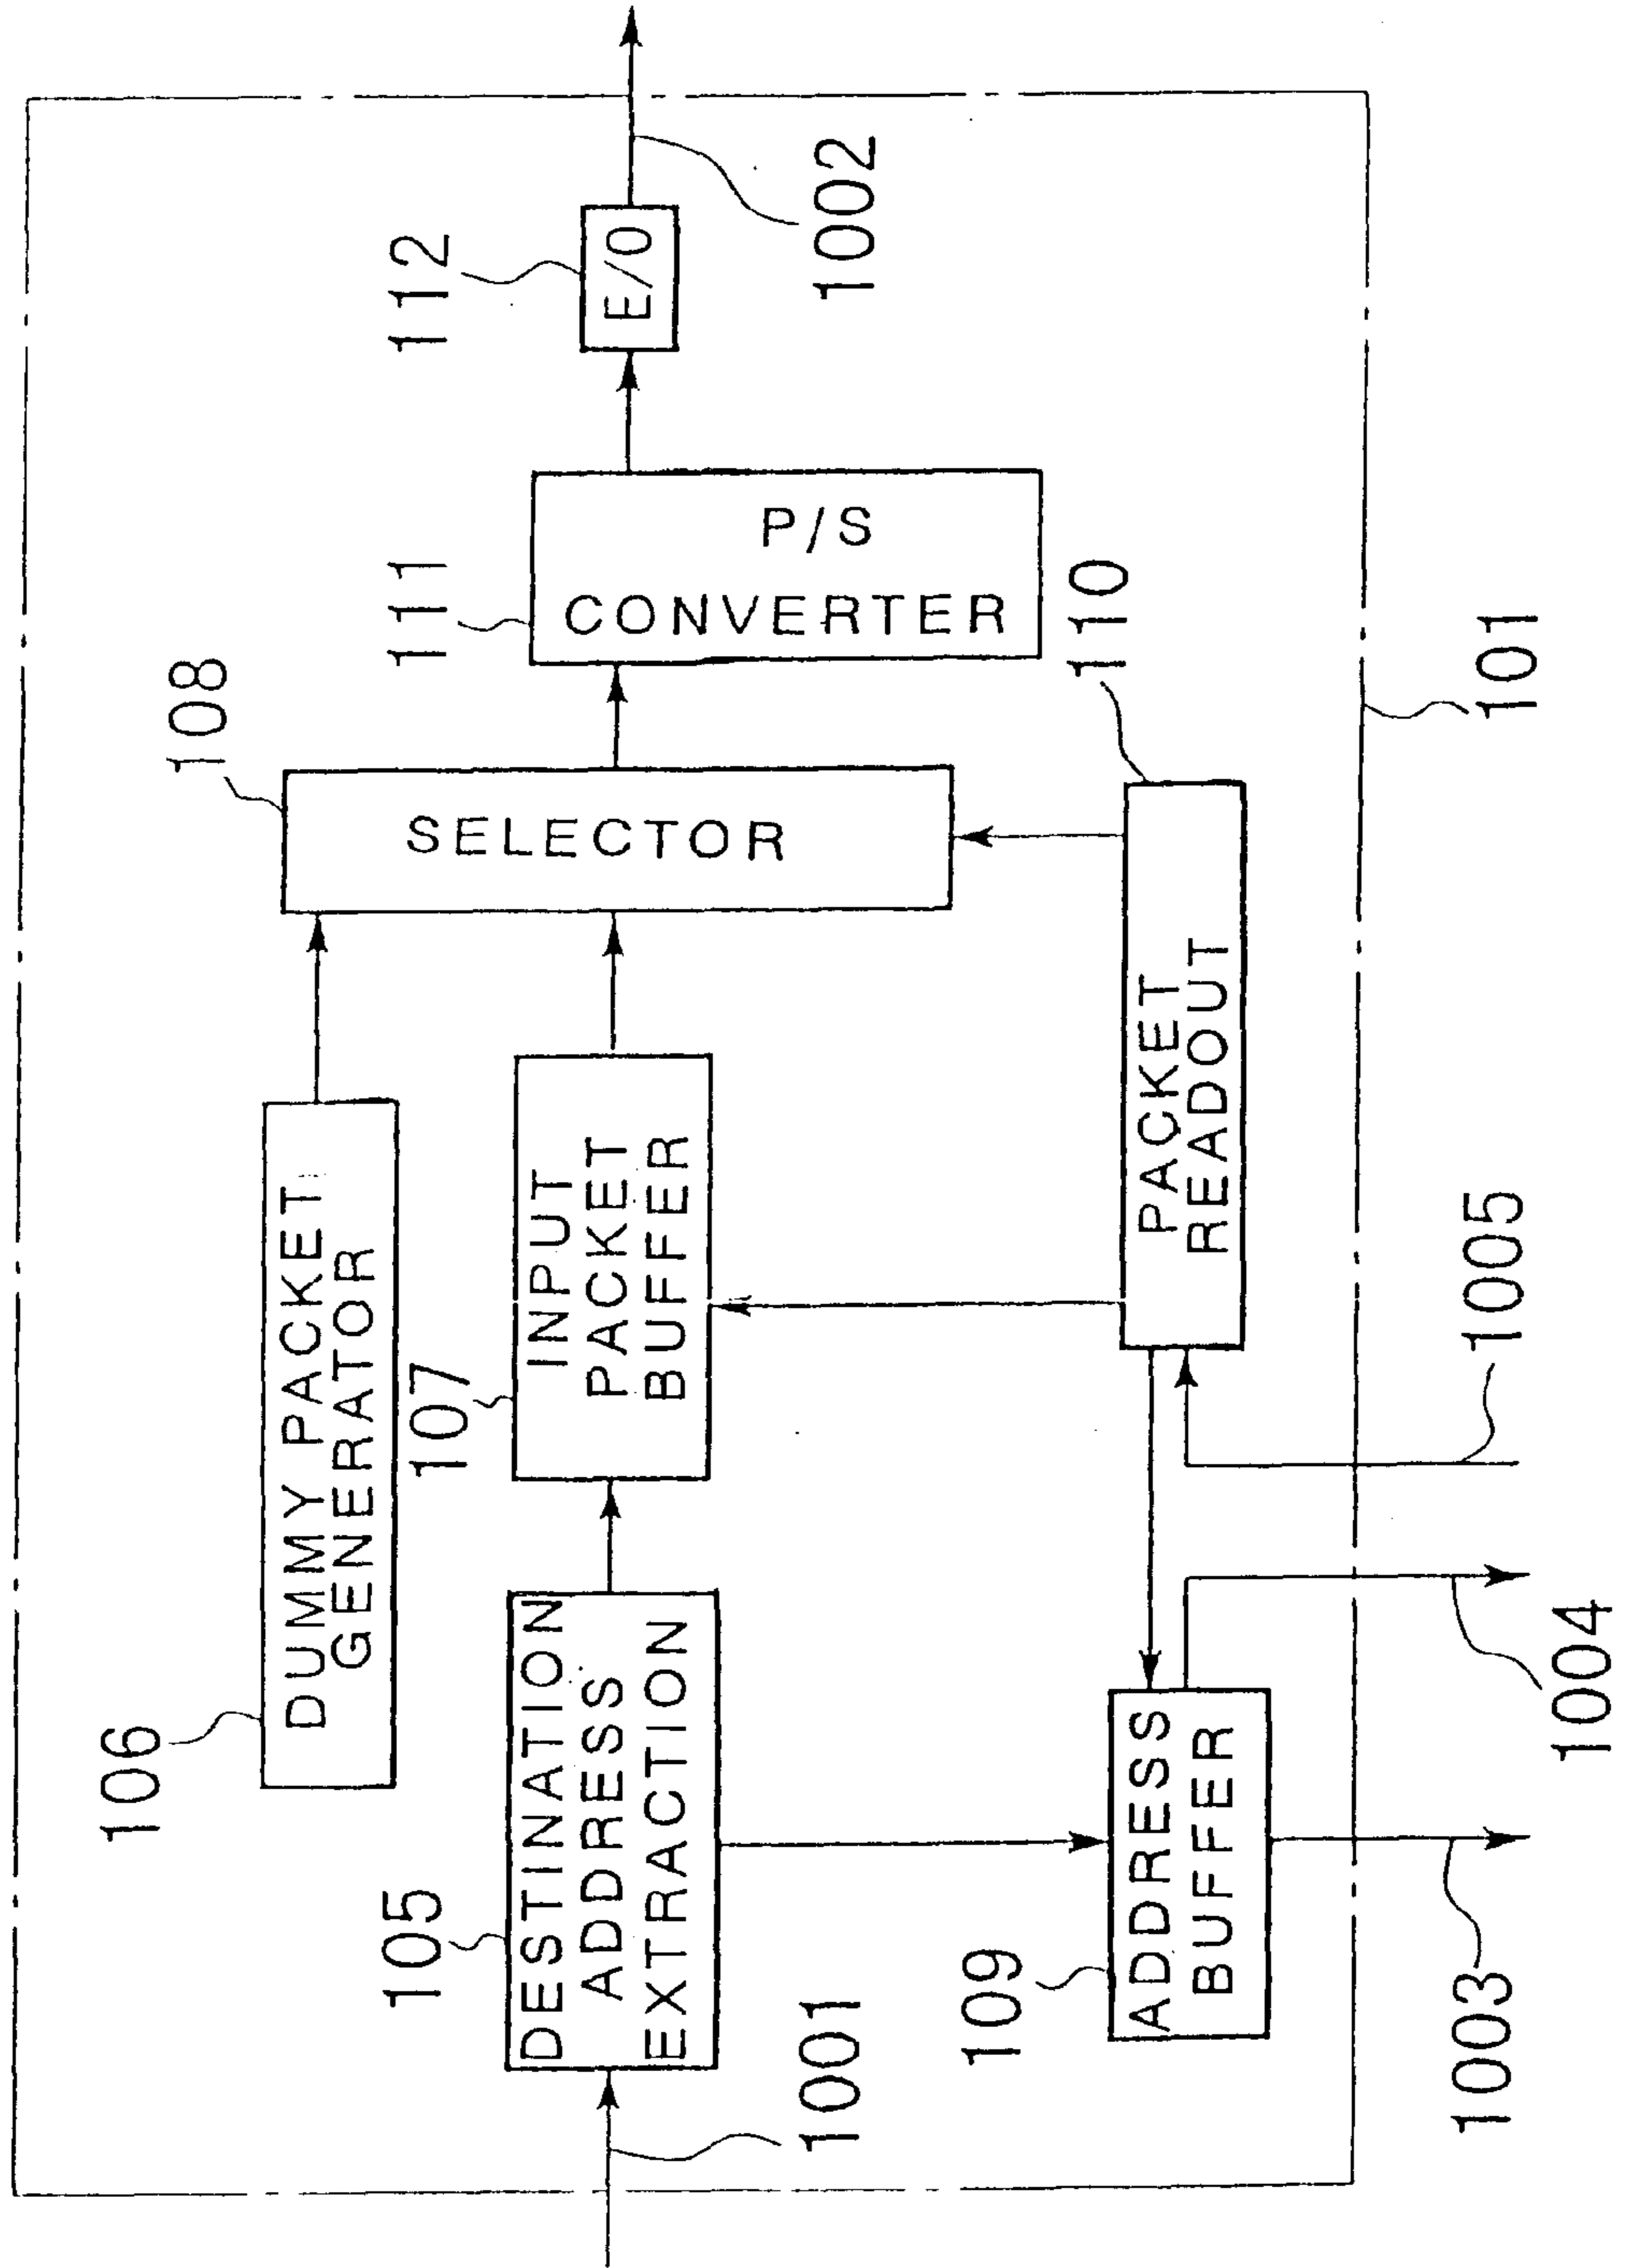 106
DUMMY PACKET
GENERATOR
108
SELECTOR
105
DESTINATION
ADDRESS
EXTRACTION
107
INPUT
PACKET
BUFFER
111
P/S
CONVERTER
112
E/O
1001
1002
109
ADDRESS
BUFFER
110
PACKET
READOUT
1003
1004
1005
101